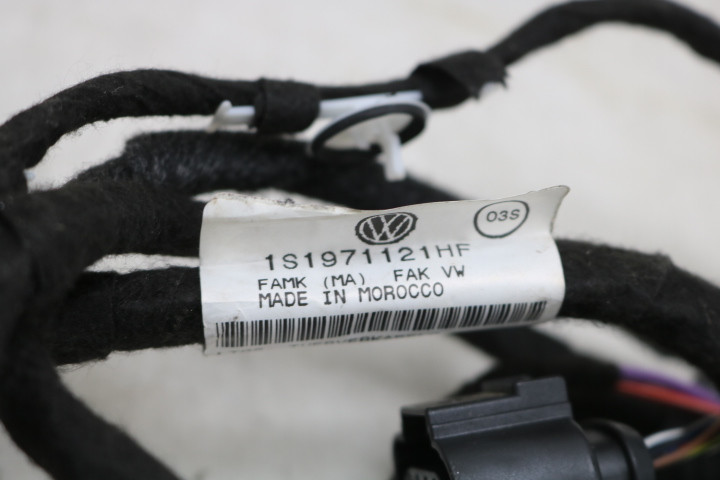 03S
1S1971121HF
FAMK (MA) FAK VW
MADE IN MOROCCO